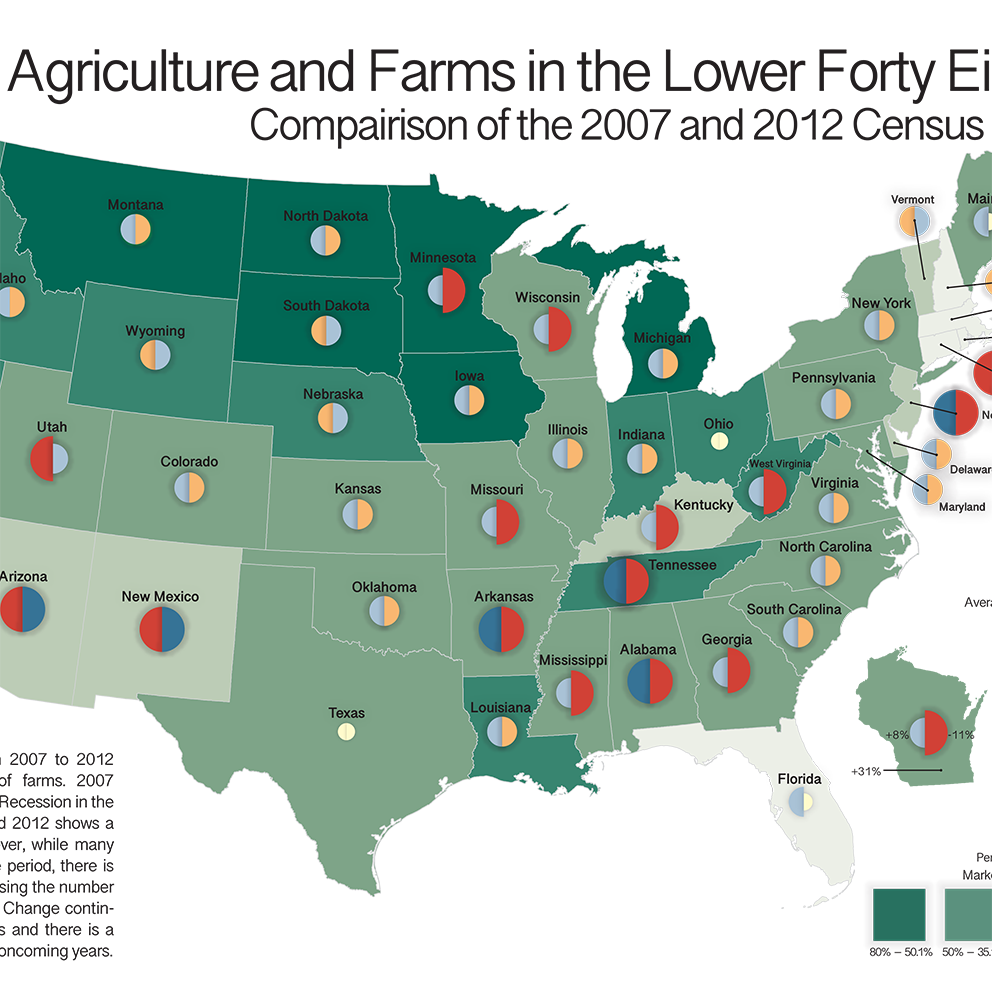 Agriculture and Farms in the Lower Forty Ei
Compairison of the 2007 and 2012 Census
Montana
North Dakota
Minnesota
Vermont
Mai
aho
Wyoming
South Dakota
Wisconsin
Michigan
New York
Nebraska
Iowa
Pennsylvania
Utah
Colorado
Kansas
Missouri
Illinois
Indiana
Ohio
West Virginia
Virginia
Ne
Delawar
Maryland
Kentucky
Arizona
New Mexico
Oklahoma
Arkansas
Tennessee
North Carolina
South Carolina
Avera
Mississippi
Alabama
Georgia
Texas
Louisiana
Florida
+8%
-11%
+31%
2007 to 2012
of farms. 2007
Recession in the
d 2012 shows a
ver, while many
period, there is
sing the number
Change contin-
s and there is a
oncoming years.
Per
Marke
80% – 50.1%
50% – 35.